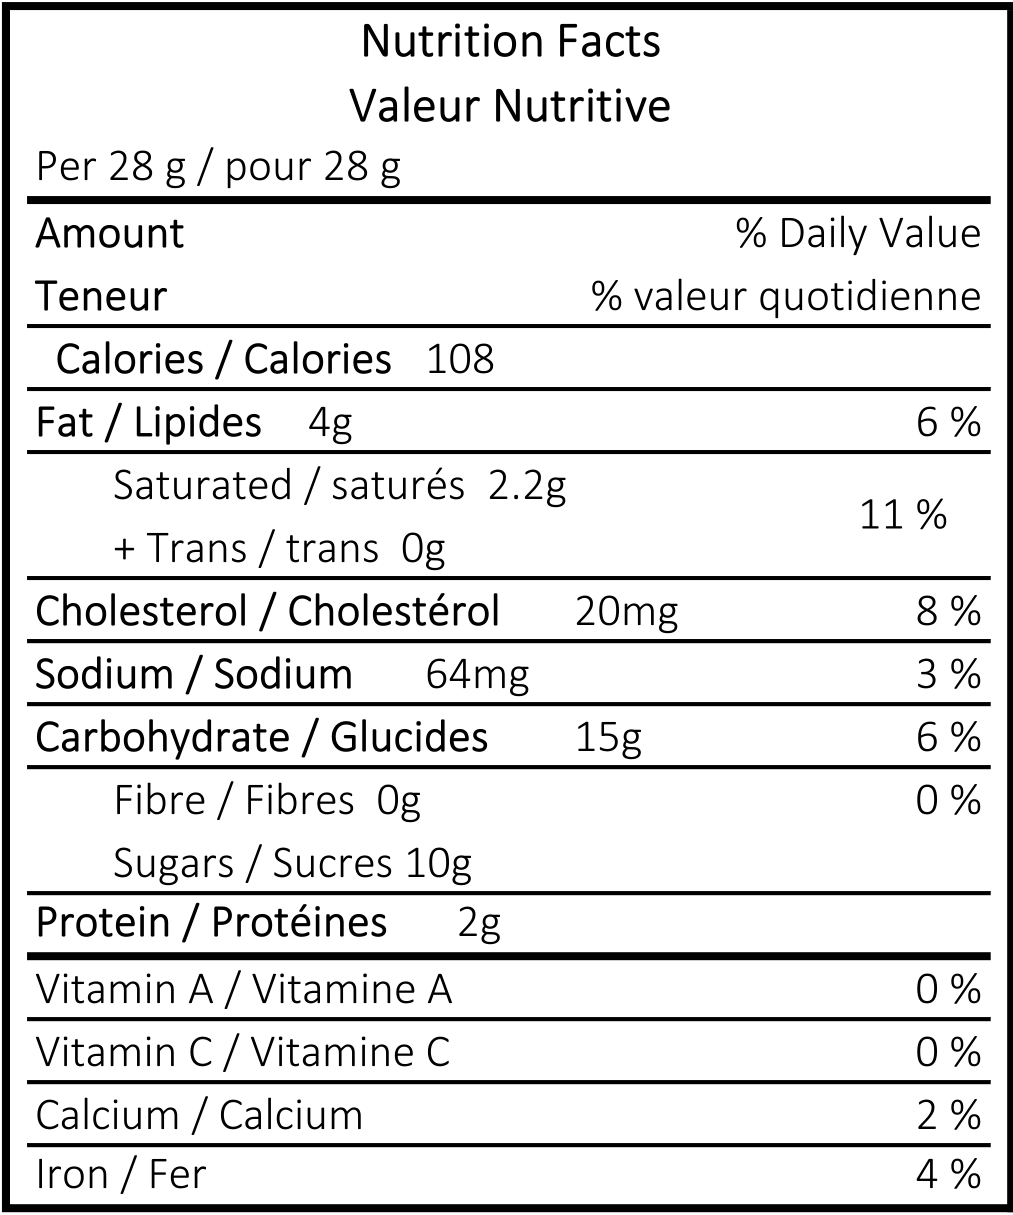 Nutrition Facts
Valeur Nutritive
Per 28 g / pour 28 g
Amount % Daily Value
Teneur % valeur quotidienne
Calories / Calories 108
Fat / Lipides 4g 6 %
Saturated / saturés 2.2g
11 %
+ Trans / trans 0g
Cholesterol / Cholestérol 20mg 8 %
Sodium / Sodium 64mg 3 %
Carbohydrate / Glucides 15g 6 %
Fibre / Fibres 0g 0 %
Sugars / Sucres 10g
Protein / Protéines 2g
Vitamin A / Vitamine A 0 %
Vitamin C / Vitamine C 0 %
Calcium / Calcium 2 %
Iron / Fer 4 %